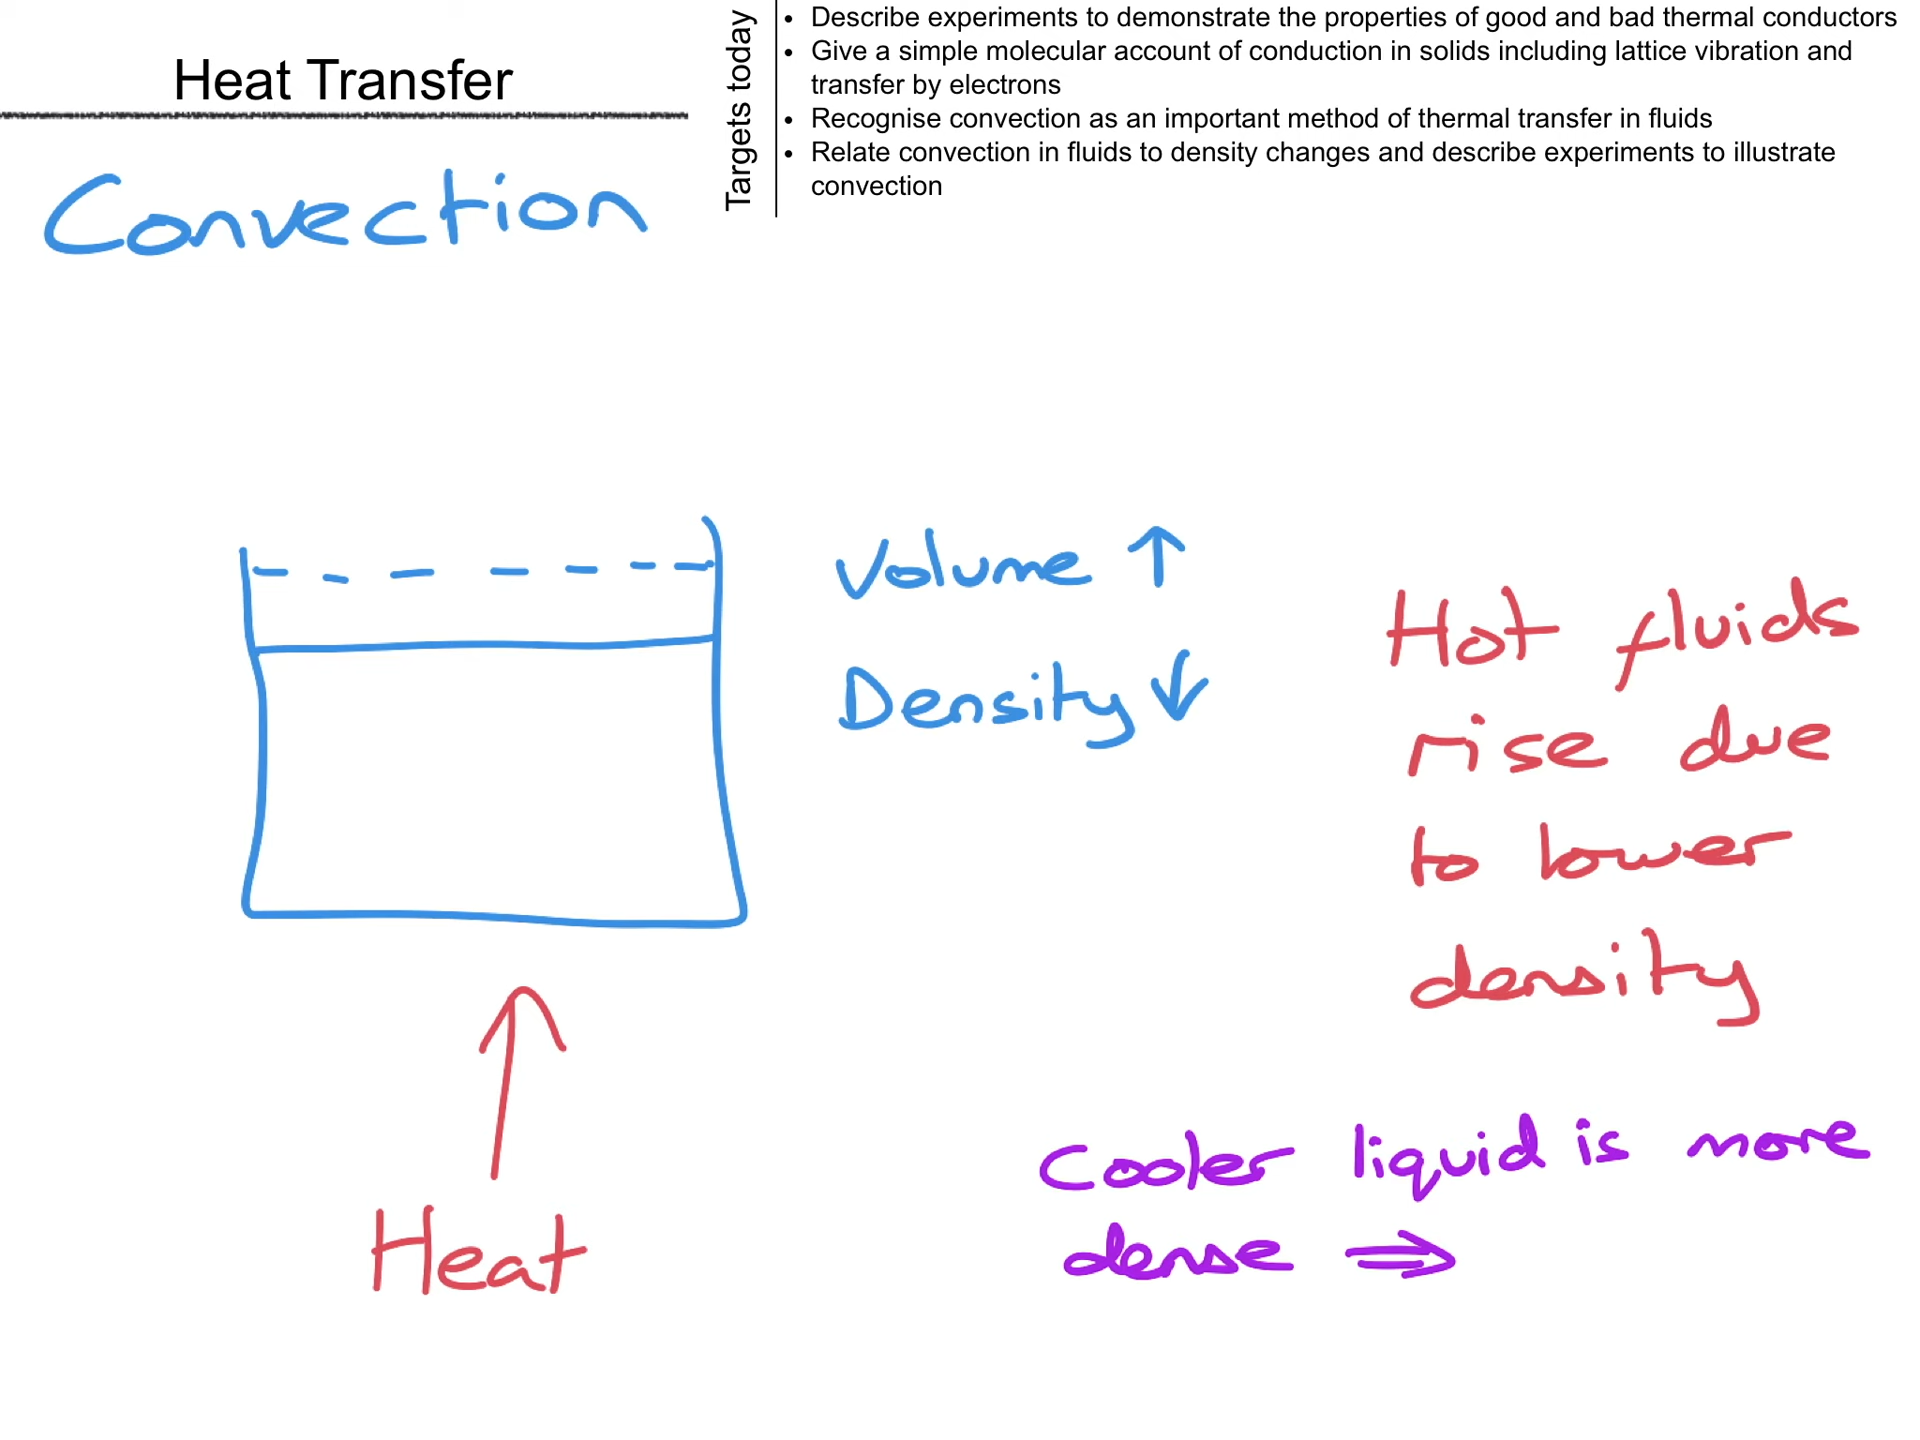 Heat Transfer
Targets today
• Describe experiments to demonstrate the properties of good and bad thermal conductors
• Give a simple molecular account of conduction in solids including lattice vibration and
transfer by electrons
• Recognise convection as an important method of thermal transfer in fluids
• Relate convection in fluids to density changes and describe experiments to illustrate
convection
Convection
Volume ↑
Density ↓
Hot fluids
rise due
to lower
density
Heat
Cooler liquid is more
dense ⇒